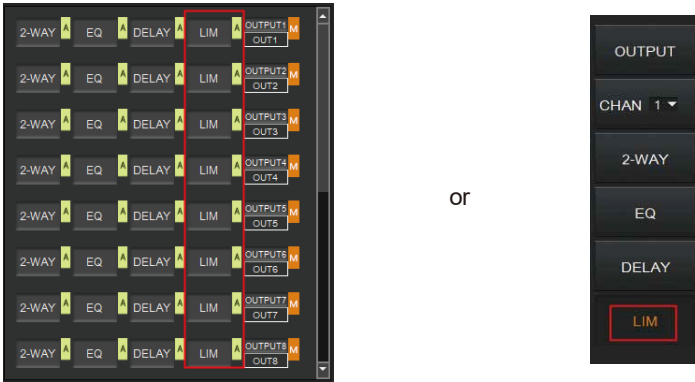 2-WAY A EQ A DELAY A LIM A OUTPUT1 M
OUT1
2-WAY A EQ A DELAY A LIM A OUTPUT2 M
OUT2
2-WAY A EQ A DELAY A LIM A OUTPUT3 M
OUT3
2-WAY A EQ A DELAY A LIM A OUTPUT4 M
OUT4
2-WAY A EQ A DELAY A LIM A OUTPUT5 M
OUT5
2-WAY A EQ A DELAY A LIM A OUTPUT6 M
OUT6
2-WAY A EQ A DELAY A LIM A OUTPUT7 M
OUT7
2-WAY A EQ A DELAY A LIM A OUTPUT8 M
OUT8
or
OUTPUT
CHAN 1
2-WAY
EQ
DELAY
LIM